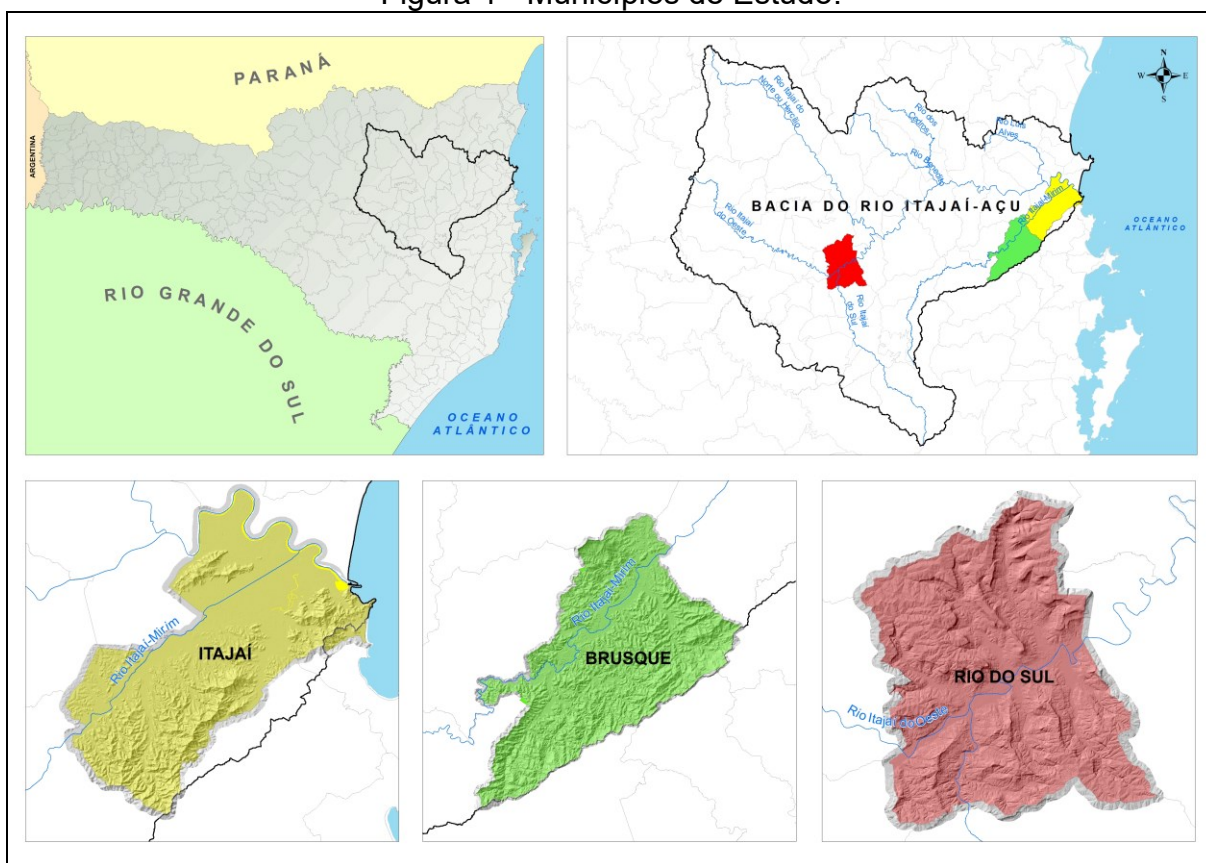 Figura 1 - Municípios do Estudo.
PARANÁ
ARGENTINA
RIO GRANDE DO SUL
OCEANO
ATLÂNTICO
N
W
E
S
Rio Itajaí do
Norte ou Hercílio
Rio dos
Rio Benedito
Rio Luís
Alves
BACIA DO RIO ITAJAÍ-AÇU
Rio Itajaí-Mirim
Rio Itajaí
do Oeste
Rio Itajaí
do Sul
OCEANO
ATLÂNTICO
Rio Itajaí-Mirim
ITAJAÍ
Rio Itajaí-Mirim
BRUSQUE
RIO DO SUL
Rio Itajaí do Oeste